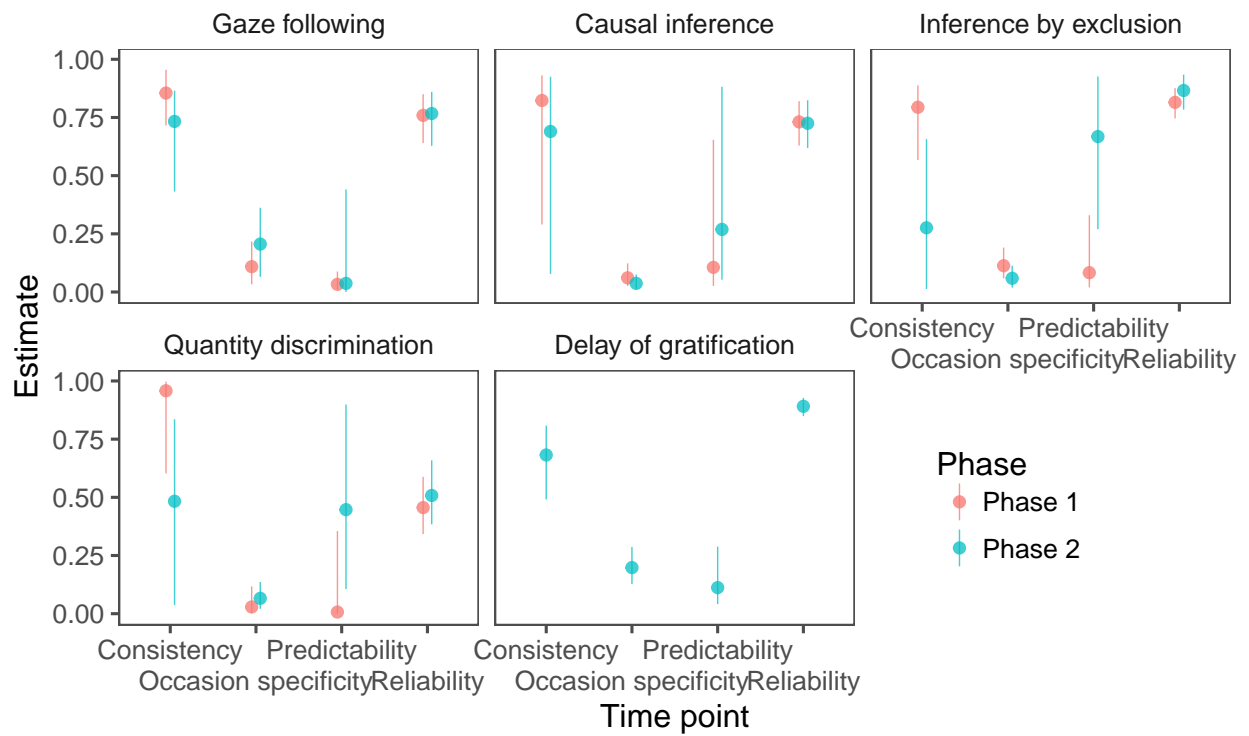 Gaze following
Causal inference
Inference by exclusion
1.00
0.75
0.50
0.25
0.00
Consistency
Predictability
Occasion specificity
Reliability
Estimate
Quantity discrimination
Delay of gratification
1.00
0.75
0.50
0.25
0.00
Consistency
Predictability
Occasion specificity
Reliability
Consistency
Predictability
Occasion specificity
Reliability
Time point
Phase
Phase 1
Phase 2